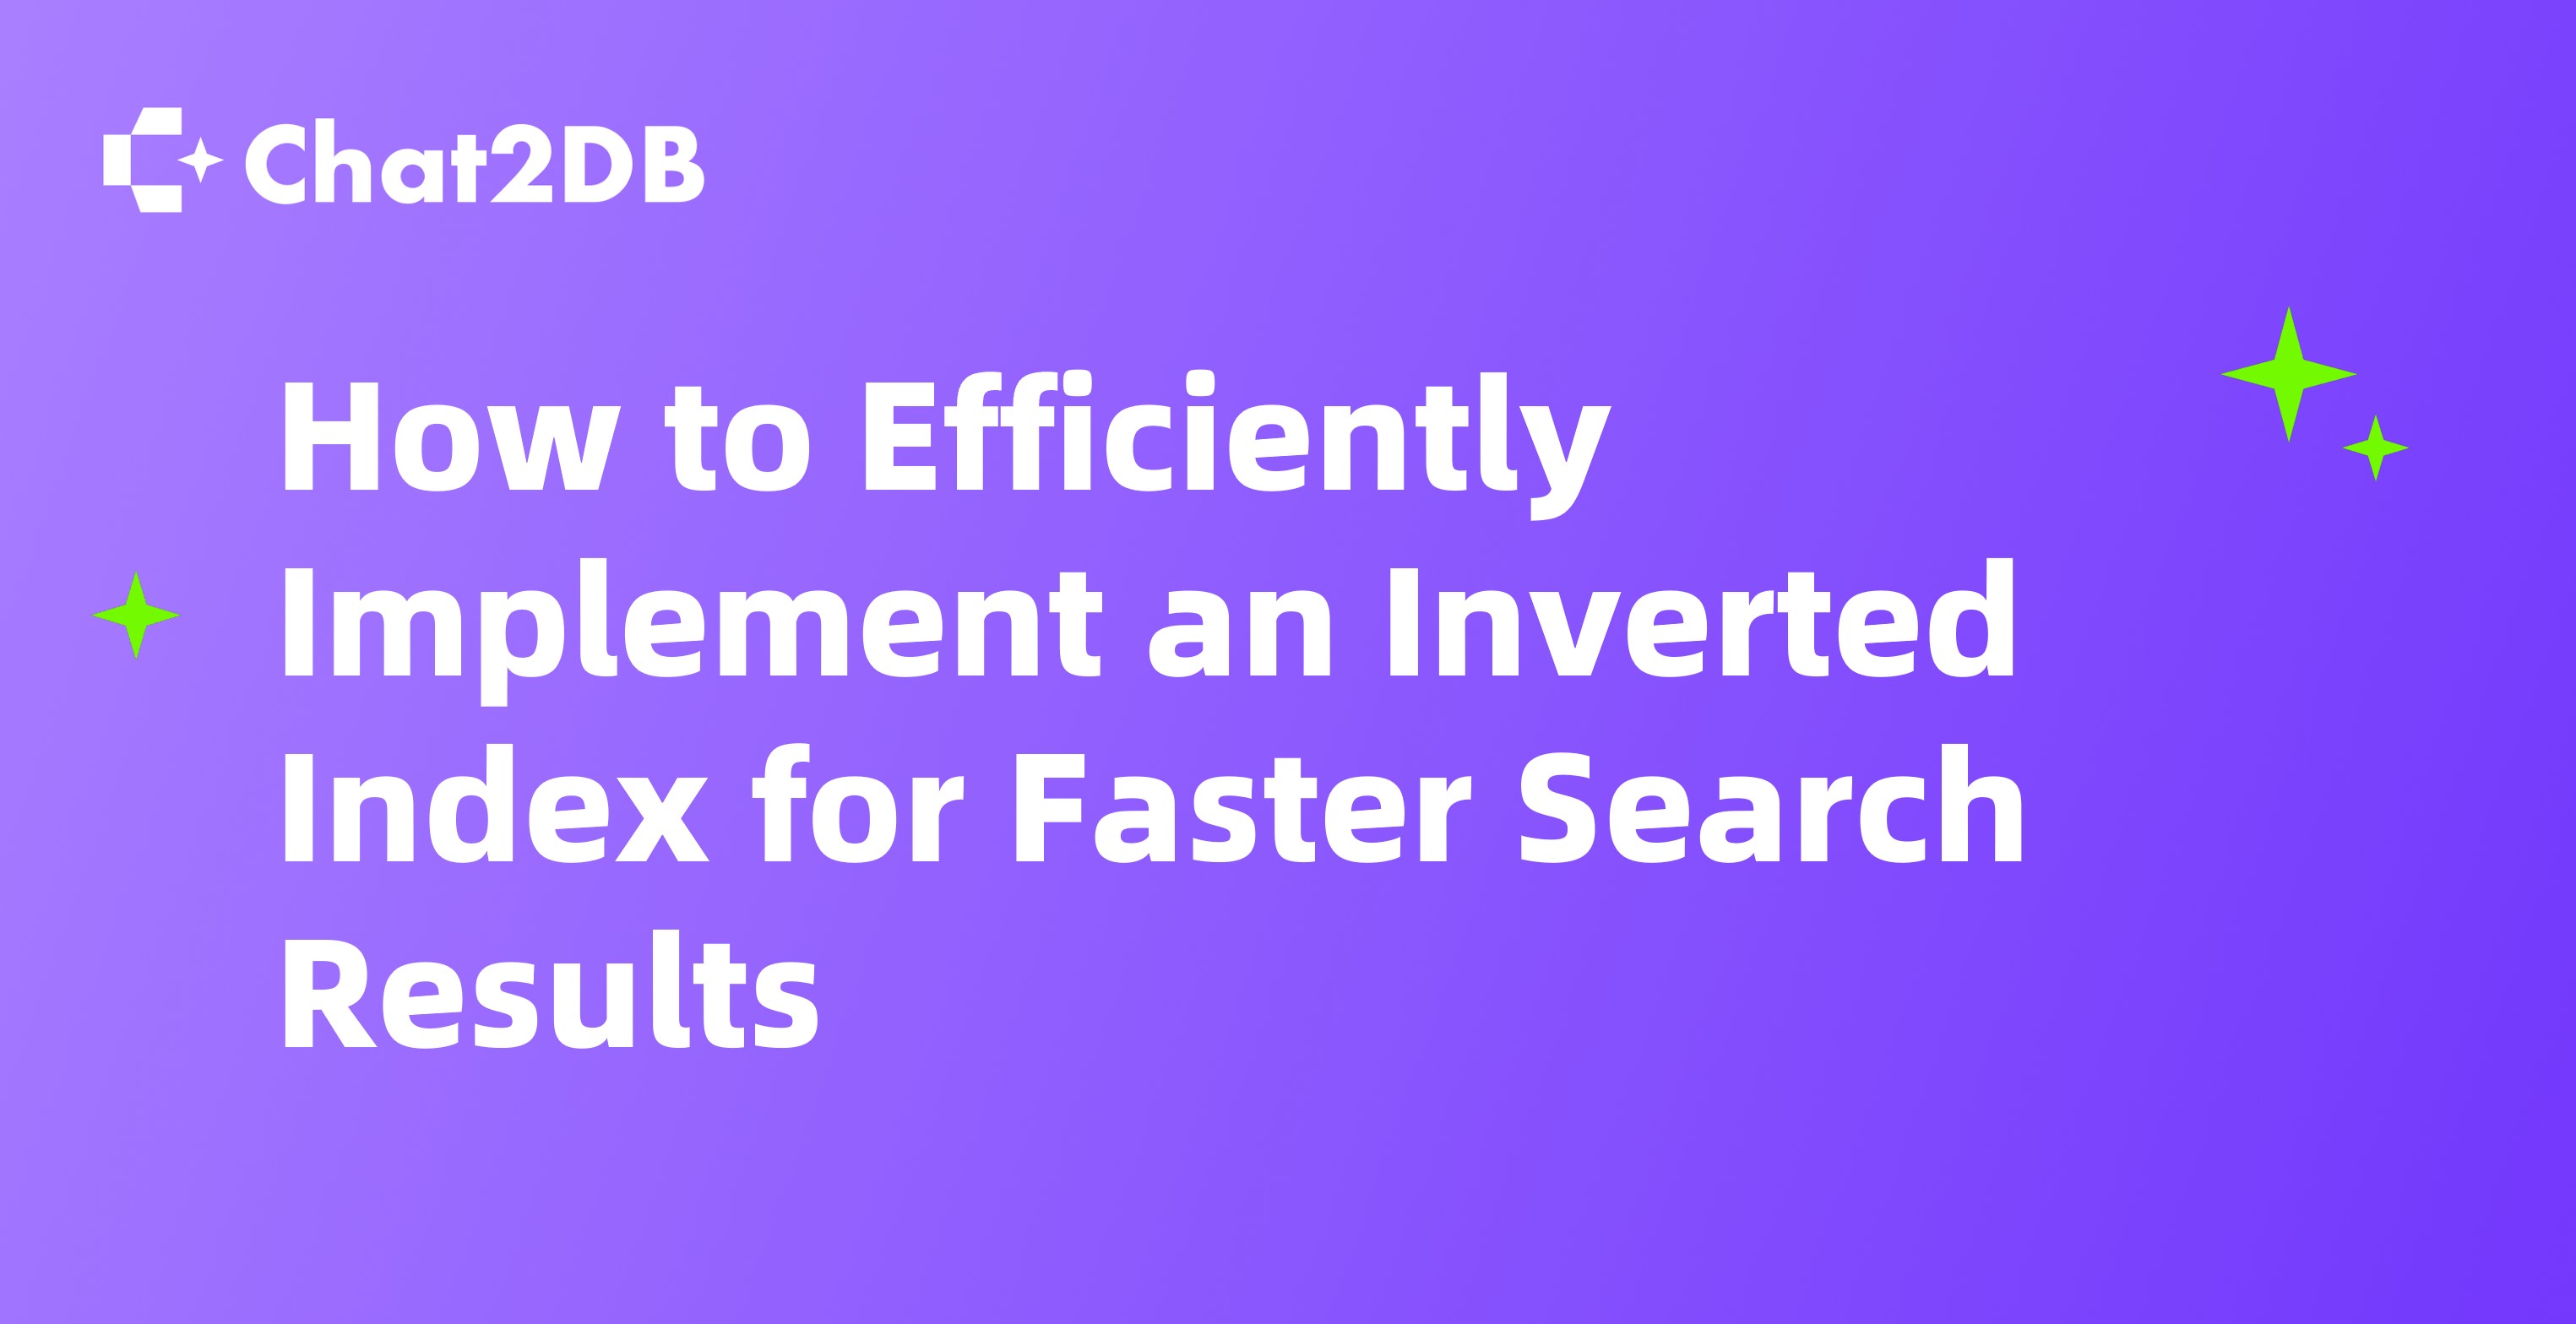 Chat2DB
How to Efficiently
Implement an Inverted
Index for Faster Search
Results